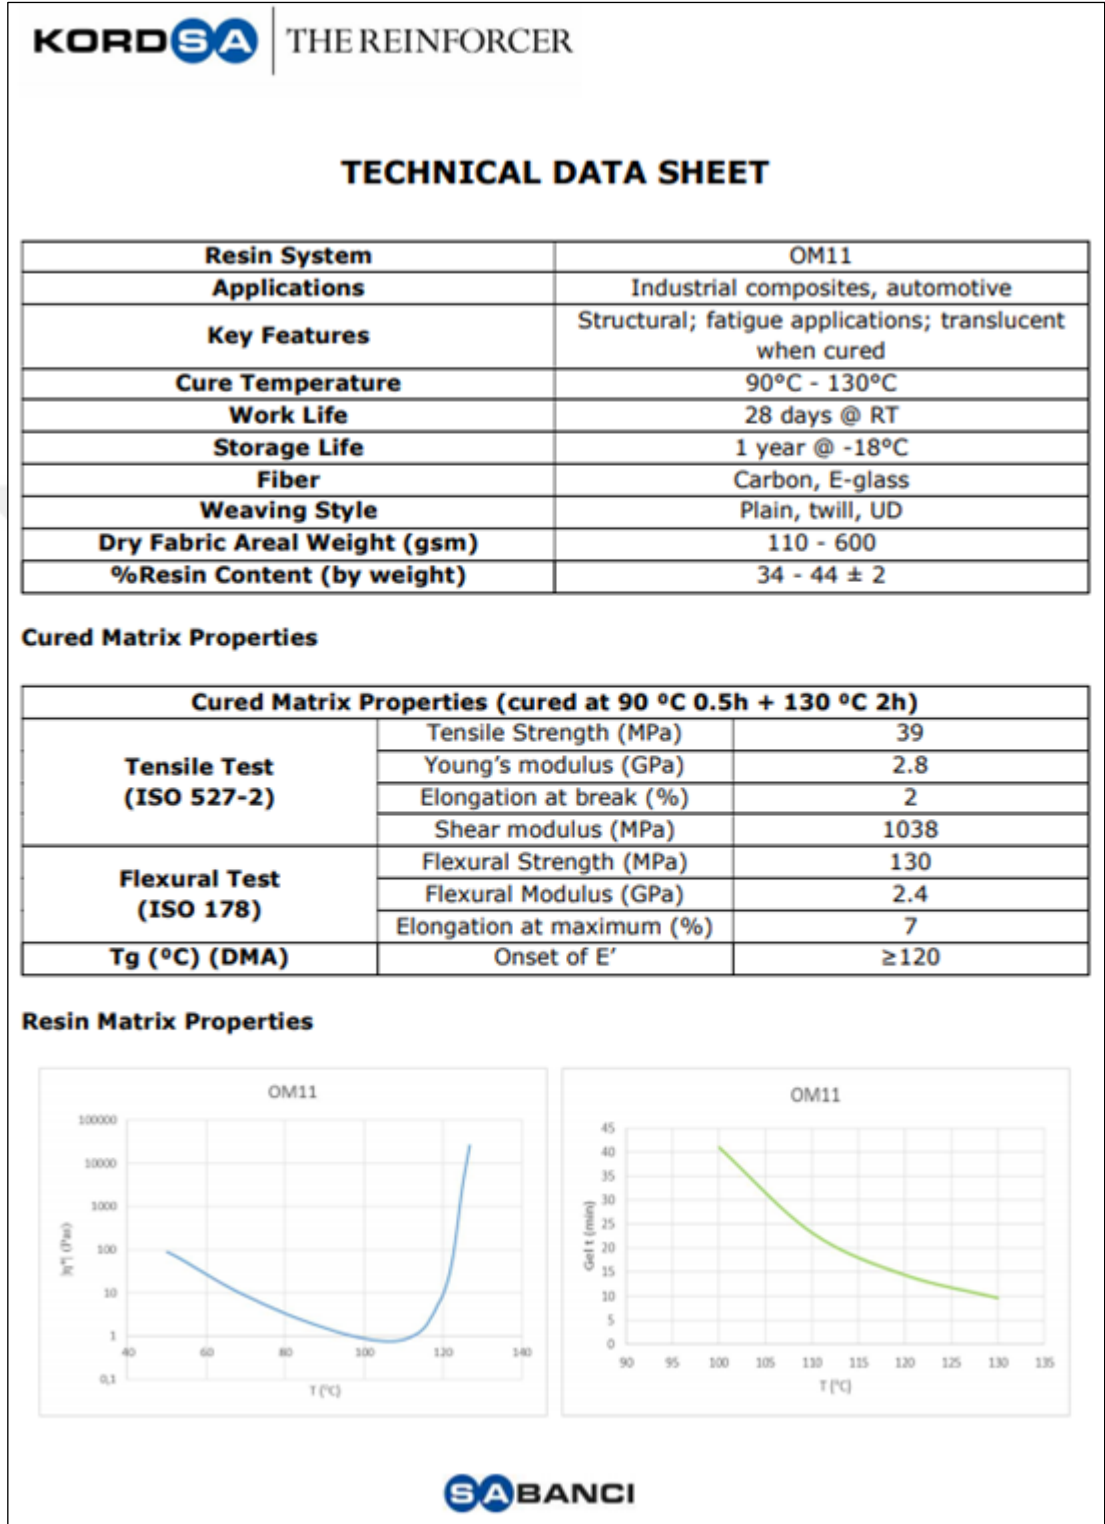 KORDSA THE REINFORCER
TECHNICAL DATA SHEET
Resin System OM11
Applications Industrial composites, automotive
Key Features Structural; fatigue applications; translucent
when cured
Cure Temperature 90°C - 130°C
Work Life 28 days @ RT
Storage Life 1 year @ -18°C
Fiber Carbon, E-glass
Weaving Style Plain, twill, UD
Dry Fabric Areal Weight (gsm) 110 - 600
%Resin Content (by weight) 34 - 44 ± 2
Cured Matrix Properties
Cured Matrix Properties (cured at 90 ºC 0.5h + 130 ºC 2h)
Tensile Test
(ISO 527-2)
Tensile Strength (MPa) 39
Young's modulus (GPa) 2.8
Elongation at break (%) 2
Shear modulus (MPa) 1038
Flexural Test
(ISO 178)
Flexural Strength (MPa) 130
Flexural Modulus (GPa) 2.4
Elongation at maximum (%) 7
Tg (ºC) (DMA) Onset of E′ ≥120
Resin Matrix Properties
OM11
100000
10000
1000
100
10
1
0,1
|η*| (Pas)
40 60 80 100 120 140
T (°C)
OM11
45
40
35
30
25
20
15
10
5
0
Gel t (min)
90 95 100 105 110 115 120 125 130 135
T (°C)
SABANCI